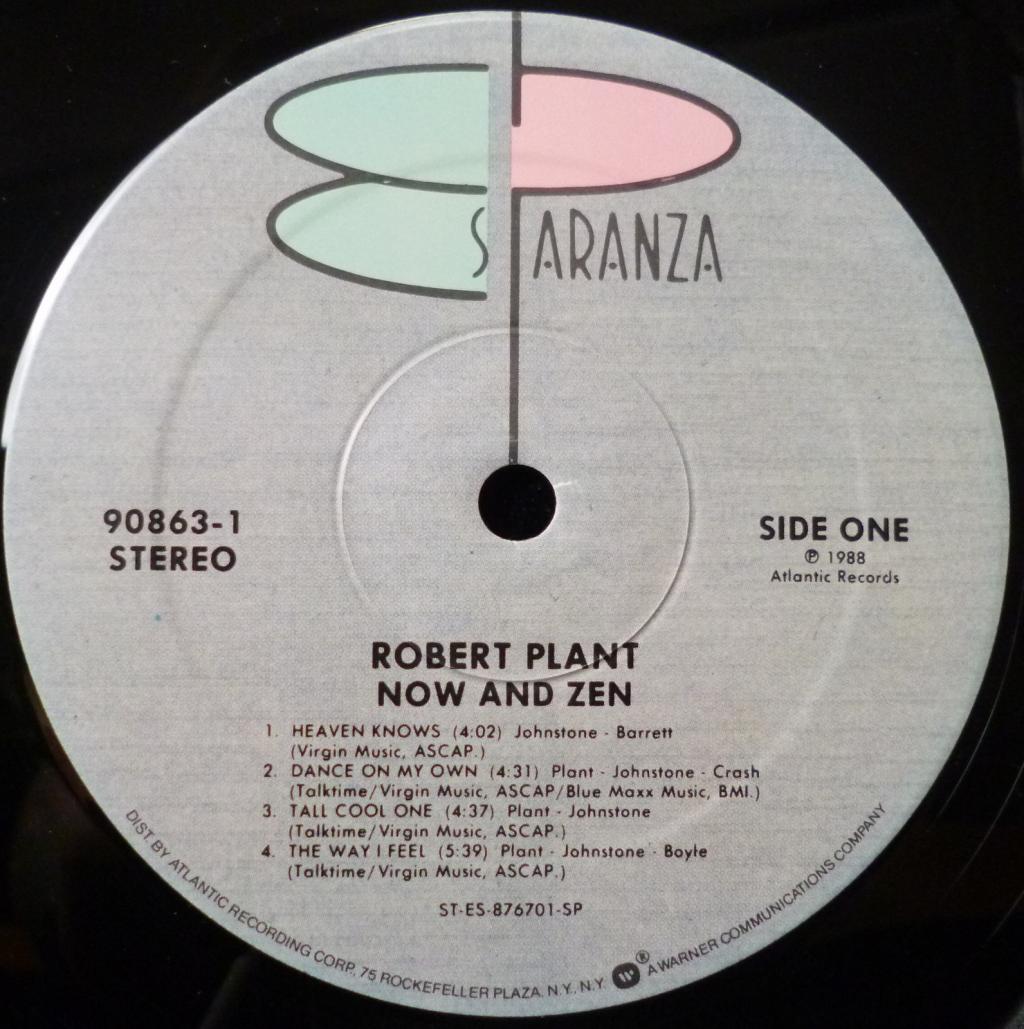 ESPARANZA
90863-1
STEREO
SIDE ONE
℗ 1988
Atlantic Records
ROBERT PLANT
NOW AND ZEN
1. HEAVEN KNOWS (4:02) Johnstone - Barrett
(Virgin Music, ASCAP.)
2. DANCE ON MY OWN (4:31) Plant - Johnstone - Crash
(Talktime/Virgin Music, ASCAP/Blue Maxx Music, BMI.)
3. TALL COOL ONE (4:37) Plant - Johnstone
(Talktime/Virgin Music, ASCAP.)
4. THE WAY I FEEL (5:39) Plant - Johnstone - Boyle
(Talktime/Virgin Music, ASCAP.)
ST-ES-876701-SP
DIST. BY ATLANTIC RECORDING CORP., 75 ROCKEFELLER PLAZA, N.Y., N.Y. W ® A WARNER COMMUNICATIONS COMPANY